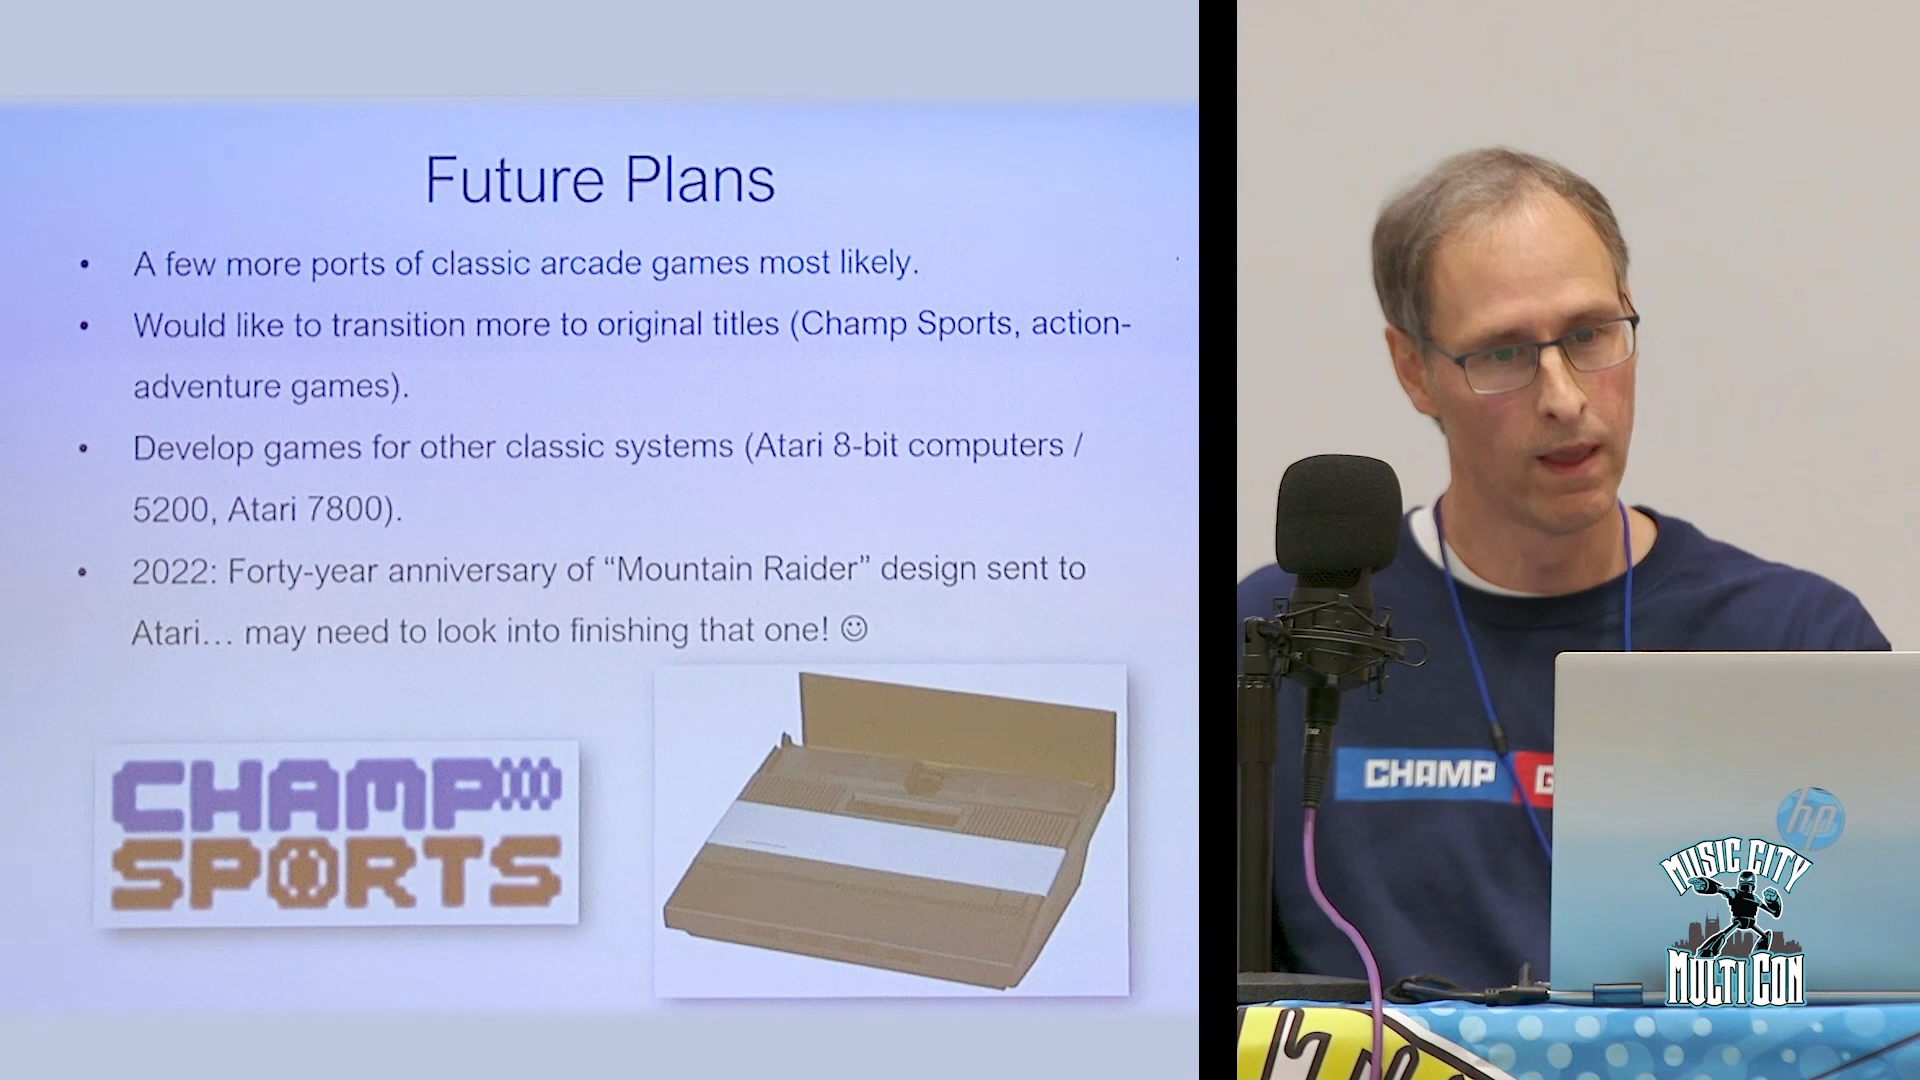 Future Plans
• A few more ports of classic arcade games most likely.
• Would like to transition more to original titles (Champ Sports, action-
adventure games).
• Develop games for other classic systems (Atari 8-bit computers /
5200, Atari 7800).
• 2022: Forty-year anniversary of “Mountain Raider” design sent to
Atari… may need to look into finishing that one! ☺
CHAMP
SPORTS
CHAMP G
hp
MUSIC CITY
MULTI CON